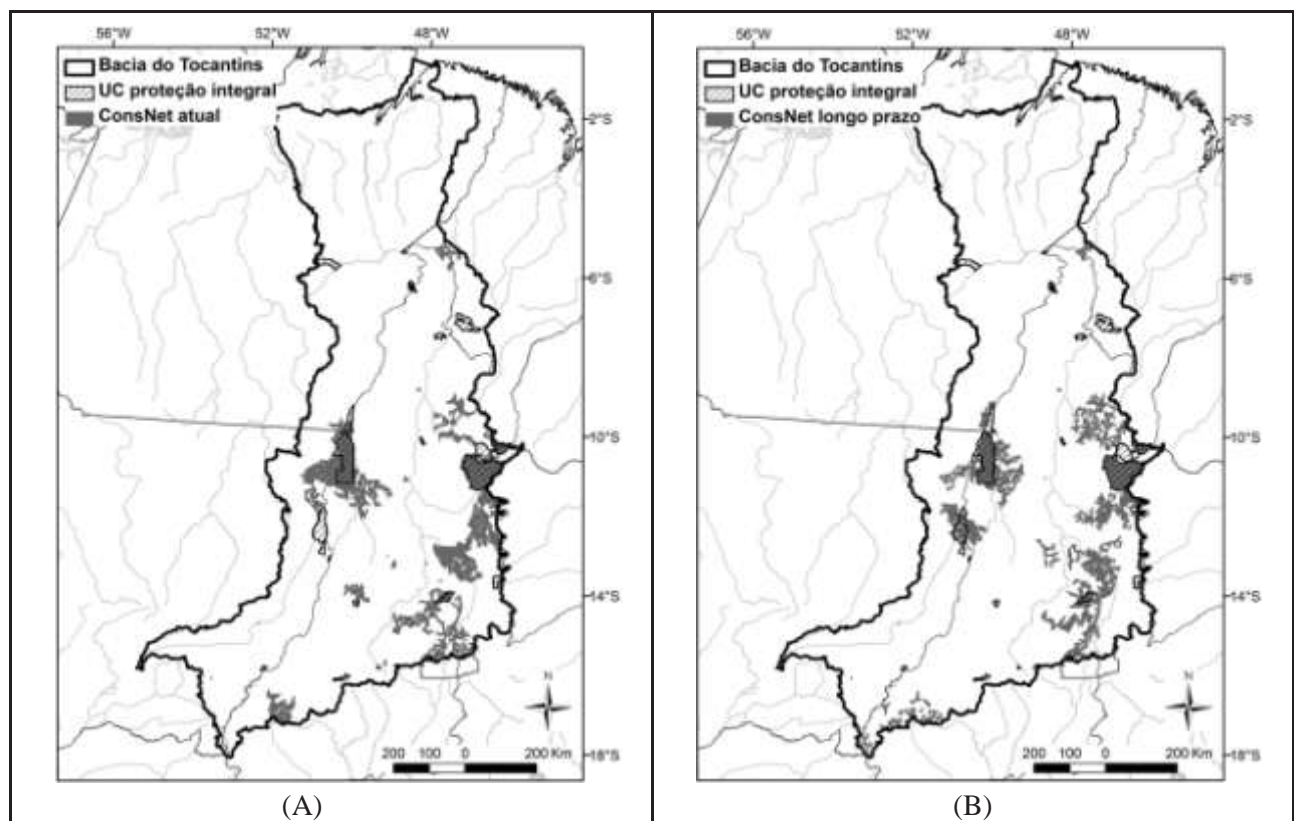 56°W 52°W 48°W
Bacia do Tocantins
UC proteção integral
ConsNet atual
2°S
6°S
10°S
14°S
N
200 100 0 200 Km
18°S
(A)
56°W 52°W 48°W
Bacia do Tocantins
UC proteção integral
ConsNet longo prazo
2°S
6°S
10°S
14°S
N
200 100 0 200 Km
18°S
(B)